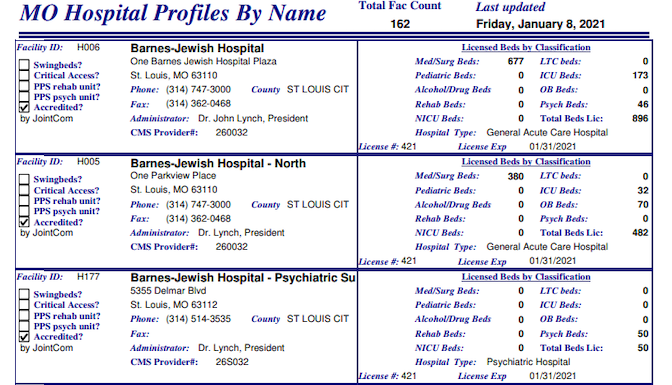 MO Hospital Profiles By Name
Total Fac Count
162
Last updated
Friday, January 8, 2021
Facility ID: H006
Swingbeds?
Critical Access?
PPS rehab unit?
PPS psych unit?
Accredited?
by JointCom
Barnes-Jewish Hospital
One Barnes Jewish Hospital Plaza
St. Louis, MO 63110
Phone: (314) 747-3000 County ST LOUIS CIT
Fax: (314) 362-0468
Administrator: Dr. John Lynch, President
CMS Provider#: 260032
Licensed Beds by Classification
Med/Surg Beds: 677 LTC beds: 0
Pediatric Beds: 0 ICU Beds: 173
Alcohol/Drug Beds 0 OB Beds: 0
Rehab Beds: 0 Psych Beds: 46
NICU Beds: 0 Total Beds Lic: 896
Hospital Type: General Acute Care Hospital
License #: 421 License Exp 01/31/2021
Facility ID: H005
Swingbeds?
Critical Access?
PPS rehab unit?
PPS psych unit?
Accredited?
by JointCom
Barnes-Jewish Hospital - North
One Parkview Place
St. Louis, MO 63110
Phone: (314) 747-3000 County ST LOUIS CIT
Fax: (314) 362-0468
Administrator: Dr. Lynch, President
CMS Provider#: 260032
Licensed Beds by Classification
Med/Surg Beds: 380 LTC beds: 0
Pediatric Beds: 0 ICU Beds: 32
Alcohol/Drug Beds 0 OB Beds: 70
Rehab Beds: 0 Psych Beds: 0
NICU Beds: 0 Total Beds Lic: 482
Hospital Type: General Acute Care Hospital
License #: 421 License Exp 01/31/2021
Facility ID: H177
Swingbeds?
Critical Access?
PPS rehab unit?
PPS psych unit?
Accredited?
by JointCom
Barnes-Jewish Hospital - Psychiatric Su
5355 Delmar Blvd
St. Louis, MO 63112
Phone: (314) 514-3535 County ST LOUIS CIT
Fax:
Administrator: Dr. Lynch, President
CMS Provider#: 26S032
Licensed Beds by Classification
Med/Surg Beds: 0 LTC beds: 0
Pediatric Beds: 0 ICU Beds: 0
Alcohol/Drug Beds 0 OB Beds: 0
Rehab Beds: 0 Psych Beds: 50
NICU Beds: 0 Total Beds Lic: 50
Hospital Type: Psychiatric Hospital
License #: 421 License Exp 01/31/2021